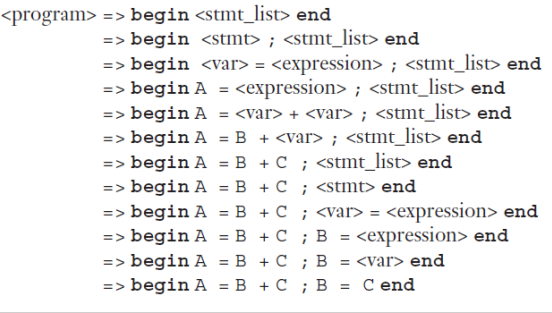 <program> => begin <stmt_list> end
=> begin <stmt> ; <stmt_list> end
=> begin <var> = <expression> ; <stmt_list> end
=> begin A = <expression> ; <stmt_list> end
=> begin A = <var> + <var> ; <stmt_list> end
=> begin A = B + <var> ; <stmt_list> end
=> begin A = B + C ; <stmt_list> end
=> begin A = B + C ; <stmt> end
=> begin A = B + C ; <var> = <expression> end
=> begin A = B + C ; B = <expression> end
=> begin A = B + C ; B = <var> end
=> begin A = B + C ; B = C end